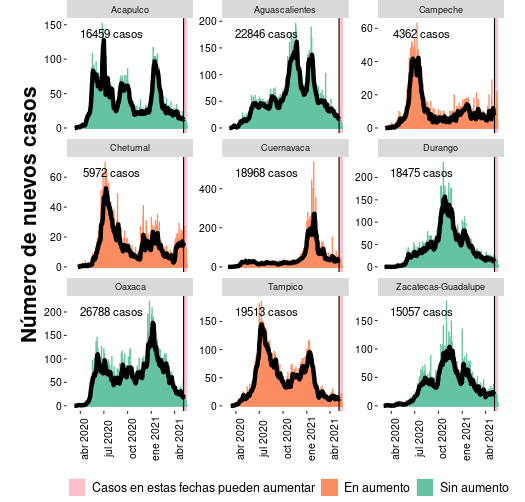 Número de nuevos casos
Acapulco
Aguascalientes
Campeche
16459 casos
22846 casos
4362 casos
150
100
50
0
200
150
100
50
0
60
40
20
0
Chetumal
Cuernavaca
Durango
5972 casos
18968 casos
18475 casos
60
40
20
0
400
200
0
200
150
100
50
0
Oaxaca
Tampico
Zacatecas-Guadalupe
26788 casos
19513 casos
15057 casos
200
150
100
50
0
150
100
50
0
150
100
50
0
abr 2020
jul 2020
oct 2020
ene 2021
abr 2021
abr 2020
jul 2020
oct 2020
ene 2021
abr 2021
abr 2020
jul 2020
oct 2020
ene 2021
abr 2021
Casos en estas fechas pueden aumentar
En aumento
Sin aumento